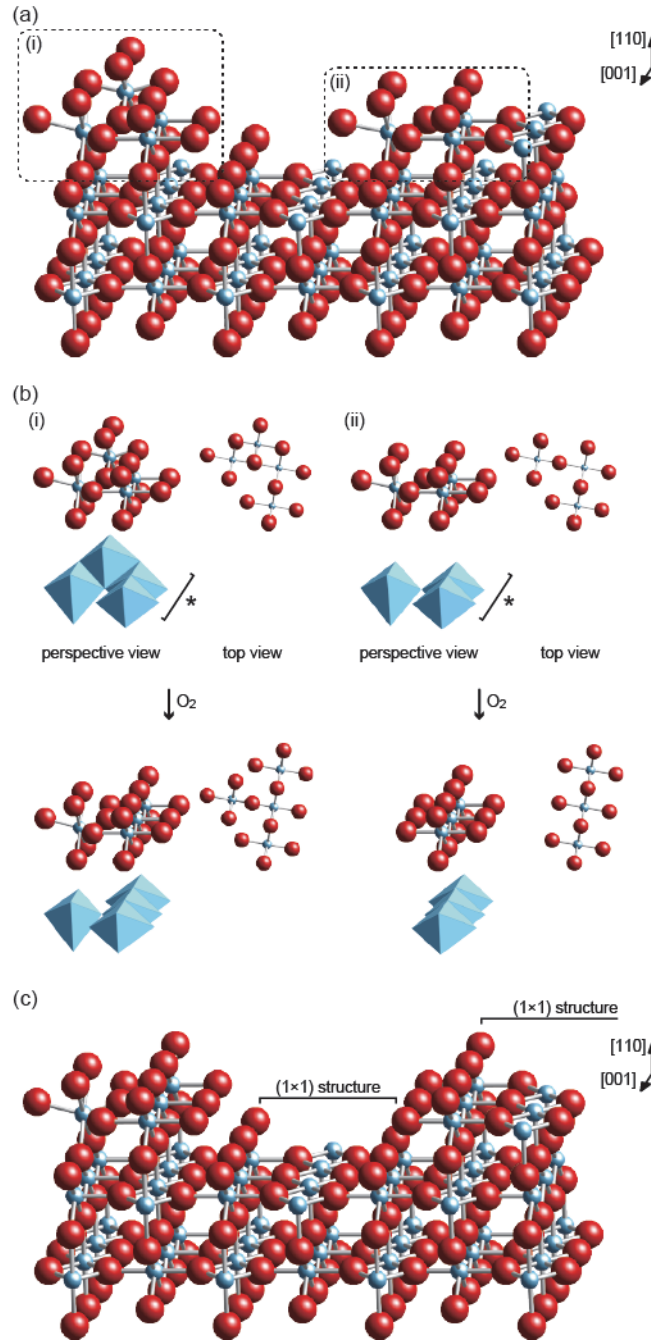 (a)
(i)
(ii)
[110]
[001]
(b)
(i)
(ii)
*
*
perspective view
top view
perspective view
top view
O₂
O₂
(c)
(1×1) structure
(1×1) structure
[110]
[001]